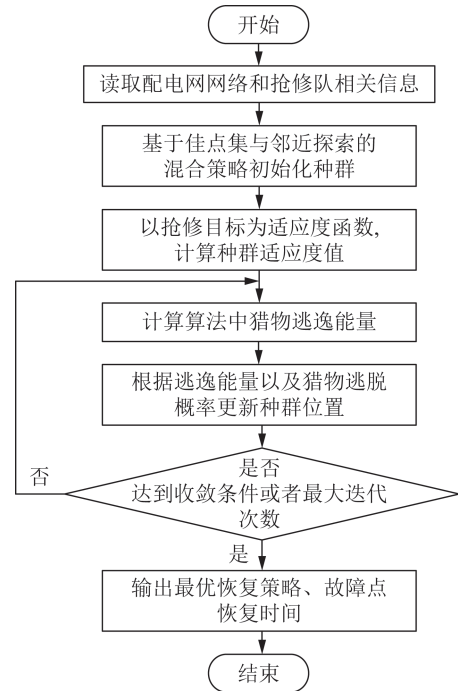 开始
读取配电网网络和抢修队相关信息
基于佳点集与邻近探索的
混合策略初始化种群
以抢修目标为适应度函数,
计算种群适应度值
计算算法中猎物逃逸能量
根据逃逸能量以及猎物逃脱
概率更新种群位置
否
是否
达到收敛条件或者最大迭代
次数
是
输出最优恢复策略、故障点
恢复时间
结束